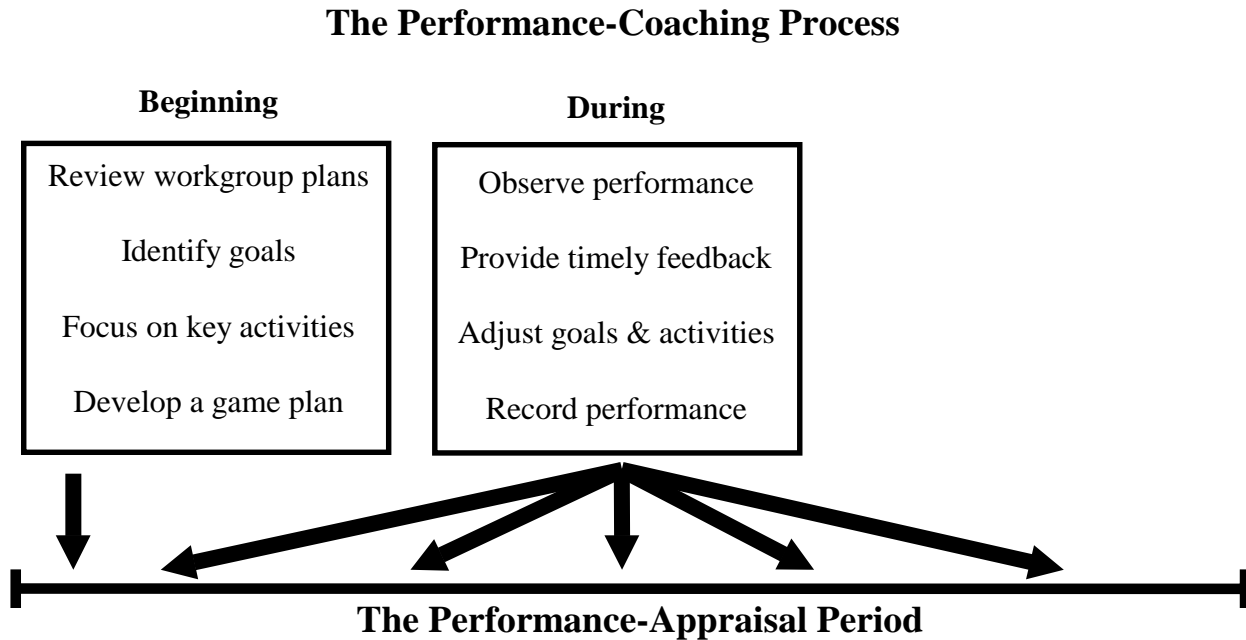 The Performance-Coaching Process
Beginning
Review workgroup plans
Identify goals
Focus on key activities
Develop a game plan
During
Observe performance
Provide timely feedback
Adjust goals & activities
Record performance
The Performance-Appraisal Period